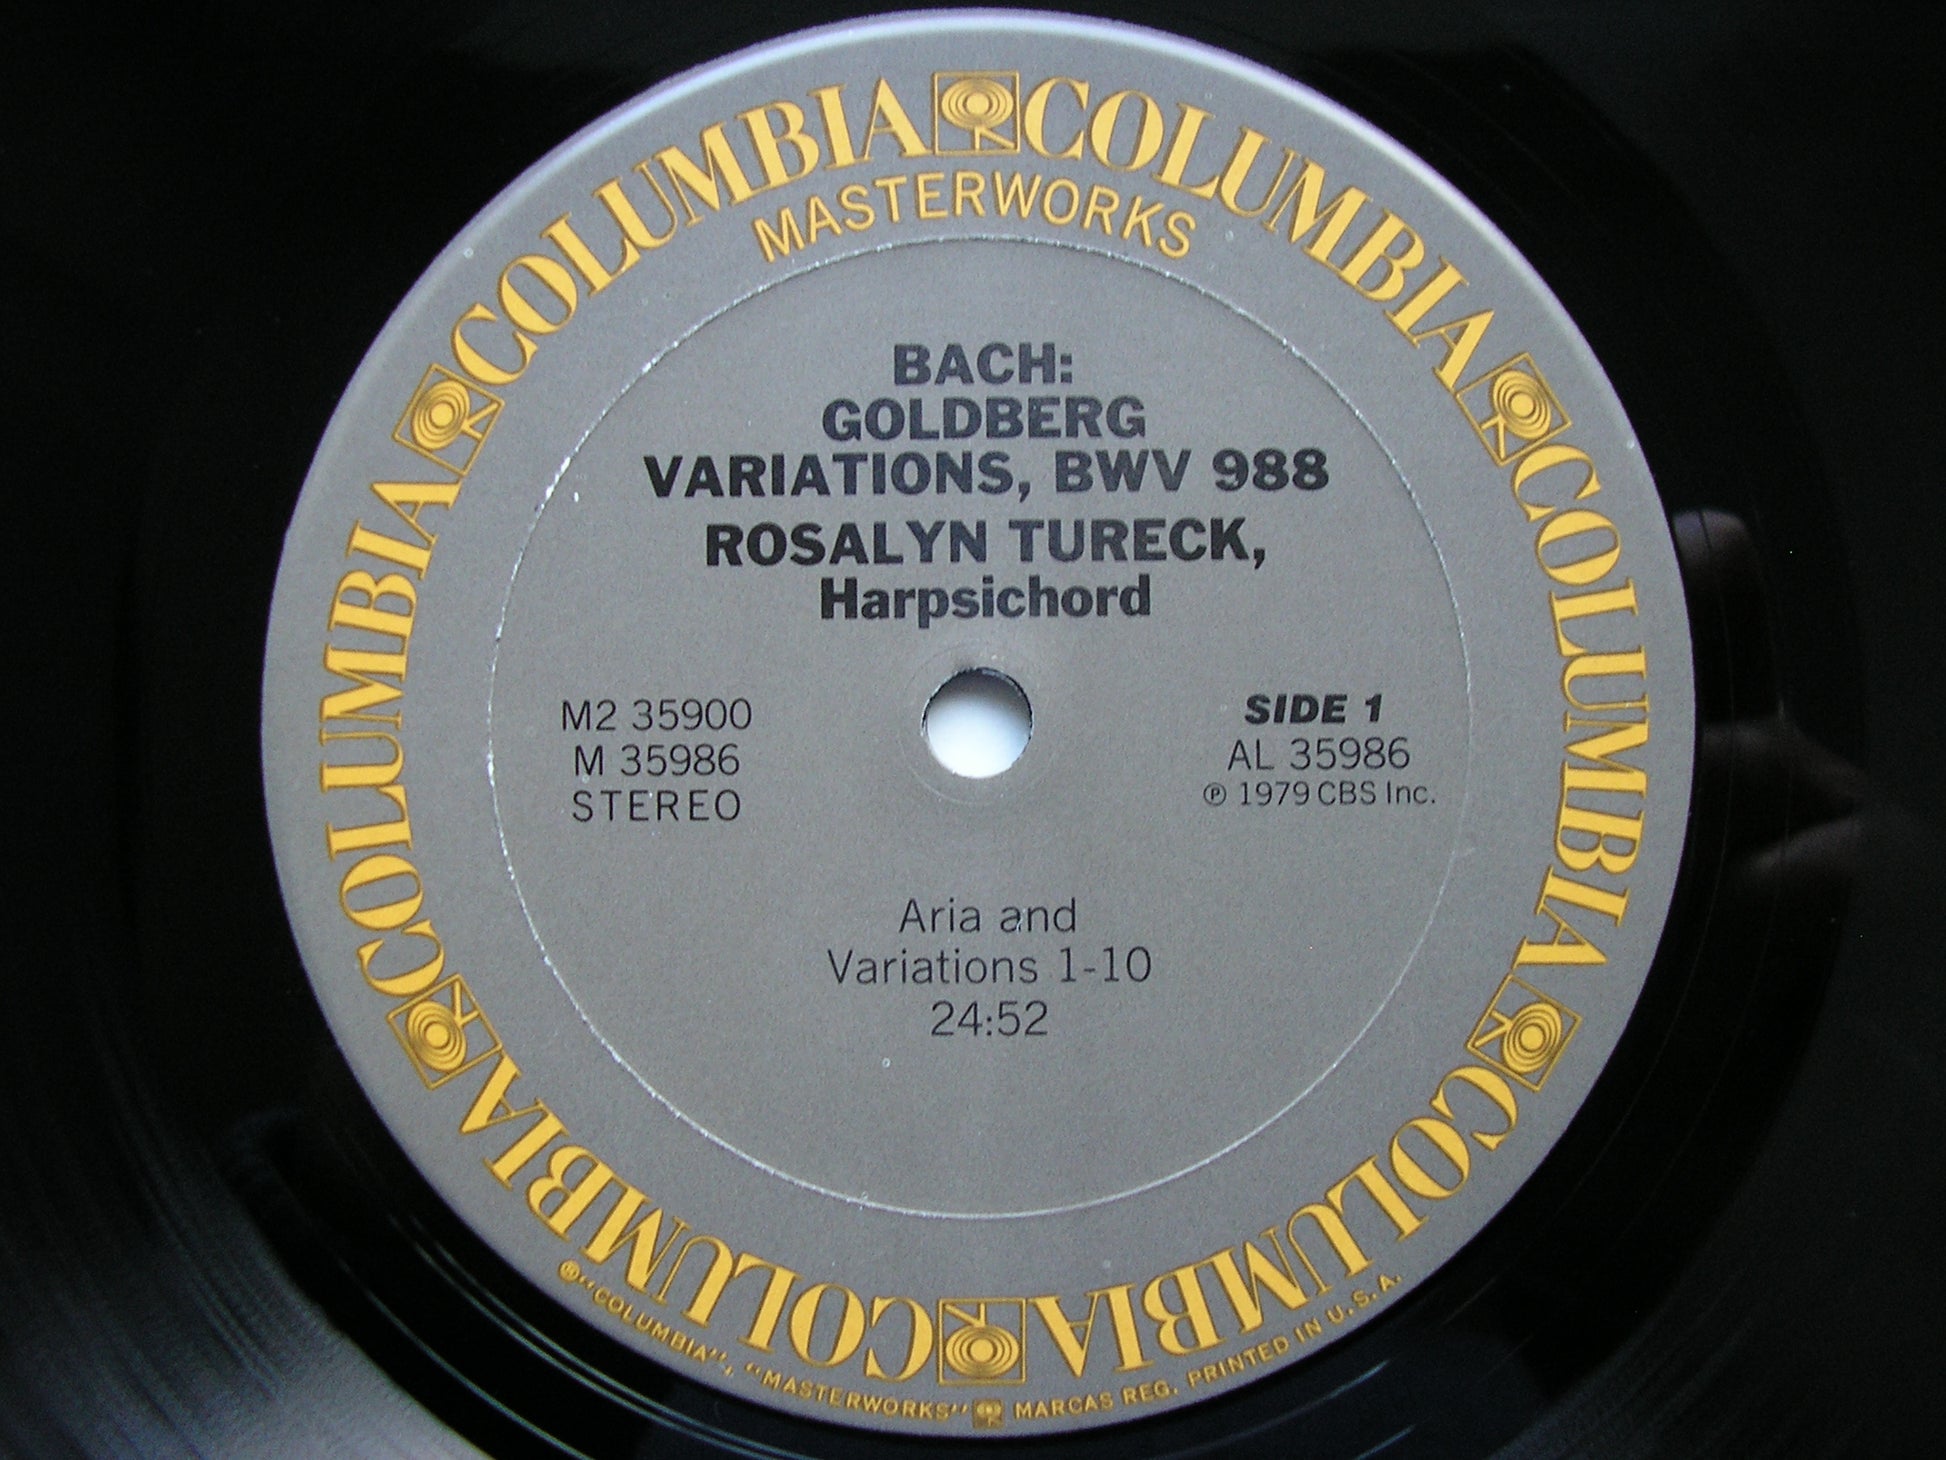 COLUMBIA COLUMBIA COLUMBIA COLUMBIA COLUMBIA COLUMBIA
MASTERWORKS
BACH:
GOLDBERG
VARIATIONS, BWV 988
ROSALYN TURECK,
Harpsichord
M2 35900
M 35986
STEREO
SIDE 1
AL 35986
℗ 1979 CBS Inc.
Aria and
Variations 1-10
24:52
"COLUMBIA", "MASTERWORKS" MARCAS REG. PRINTED IN U.S.A.